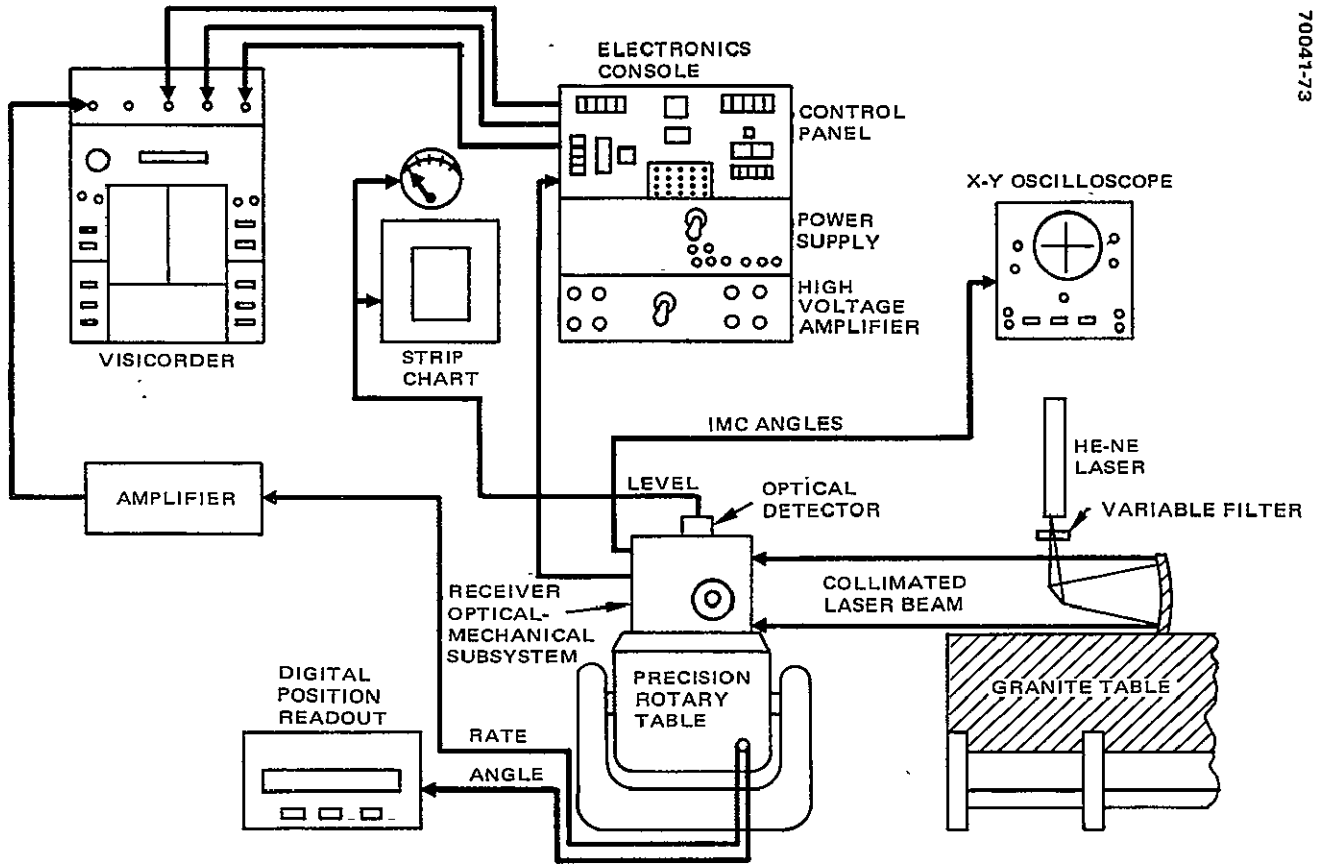 70041-73
ELECTRONICS
CONSOLE
CONTROL
PANEL
X-Y OSCILLOSCOPE
POWER
SUPPLY
HIGH
VOLTAGE
AMPLIFIER
VISICORDER
STRIP
CHART
IMC ANGLES
HE-NE
LASER
AMPLIFIER
LEVEL
OPTICAL
DETECTOR
VARIABLE FILTER
COLLIMATED
LASER BEAM
RECEIVER
OPTICAL-
MECHANICAL
SUBSYSTEM
DIGITAL
POSITION
READOUT
PRECISION
ROTARY
TABLE
GRANITE TABLE
RATE
ANGLE